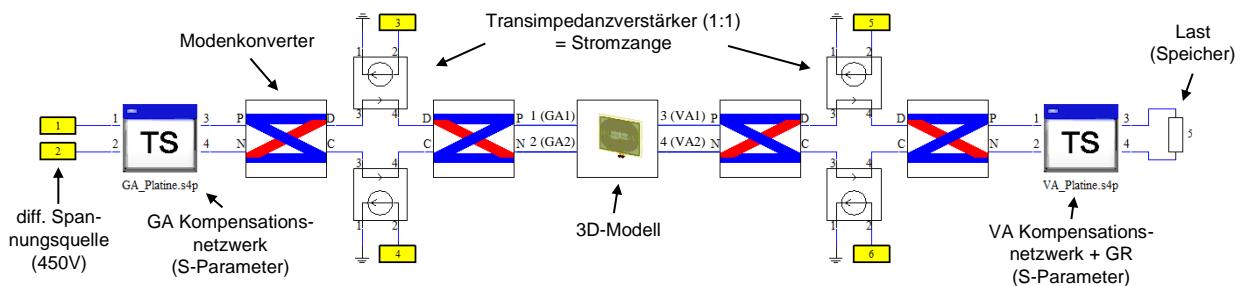 Modenkonverter
Transimpedanzverstärker (1:1)
= Stromzange
Last
(Speicher)
3
5
1 2
1 2
3 4
3 4
1
2
1 3
2 4
TS
GA_Platine.s4p
P D
N C
D P
C N
1 (GA1)
2 (GA2)
3 (VA1)
4 (VA2)
P D
N C
D P
C N
1 3
2 4
TS
VA_Platine.s4p
5
3 4
3 4
1 2
1 2
4
6
diff. Span-
nungsquelle
(450V)
GA Kompensations-
netzwerk
(S-Parameter)
3D-Modell
VA Kompensations-
netzwerk + GR
(S-Parameter)